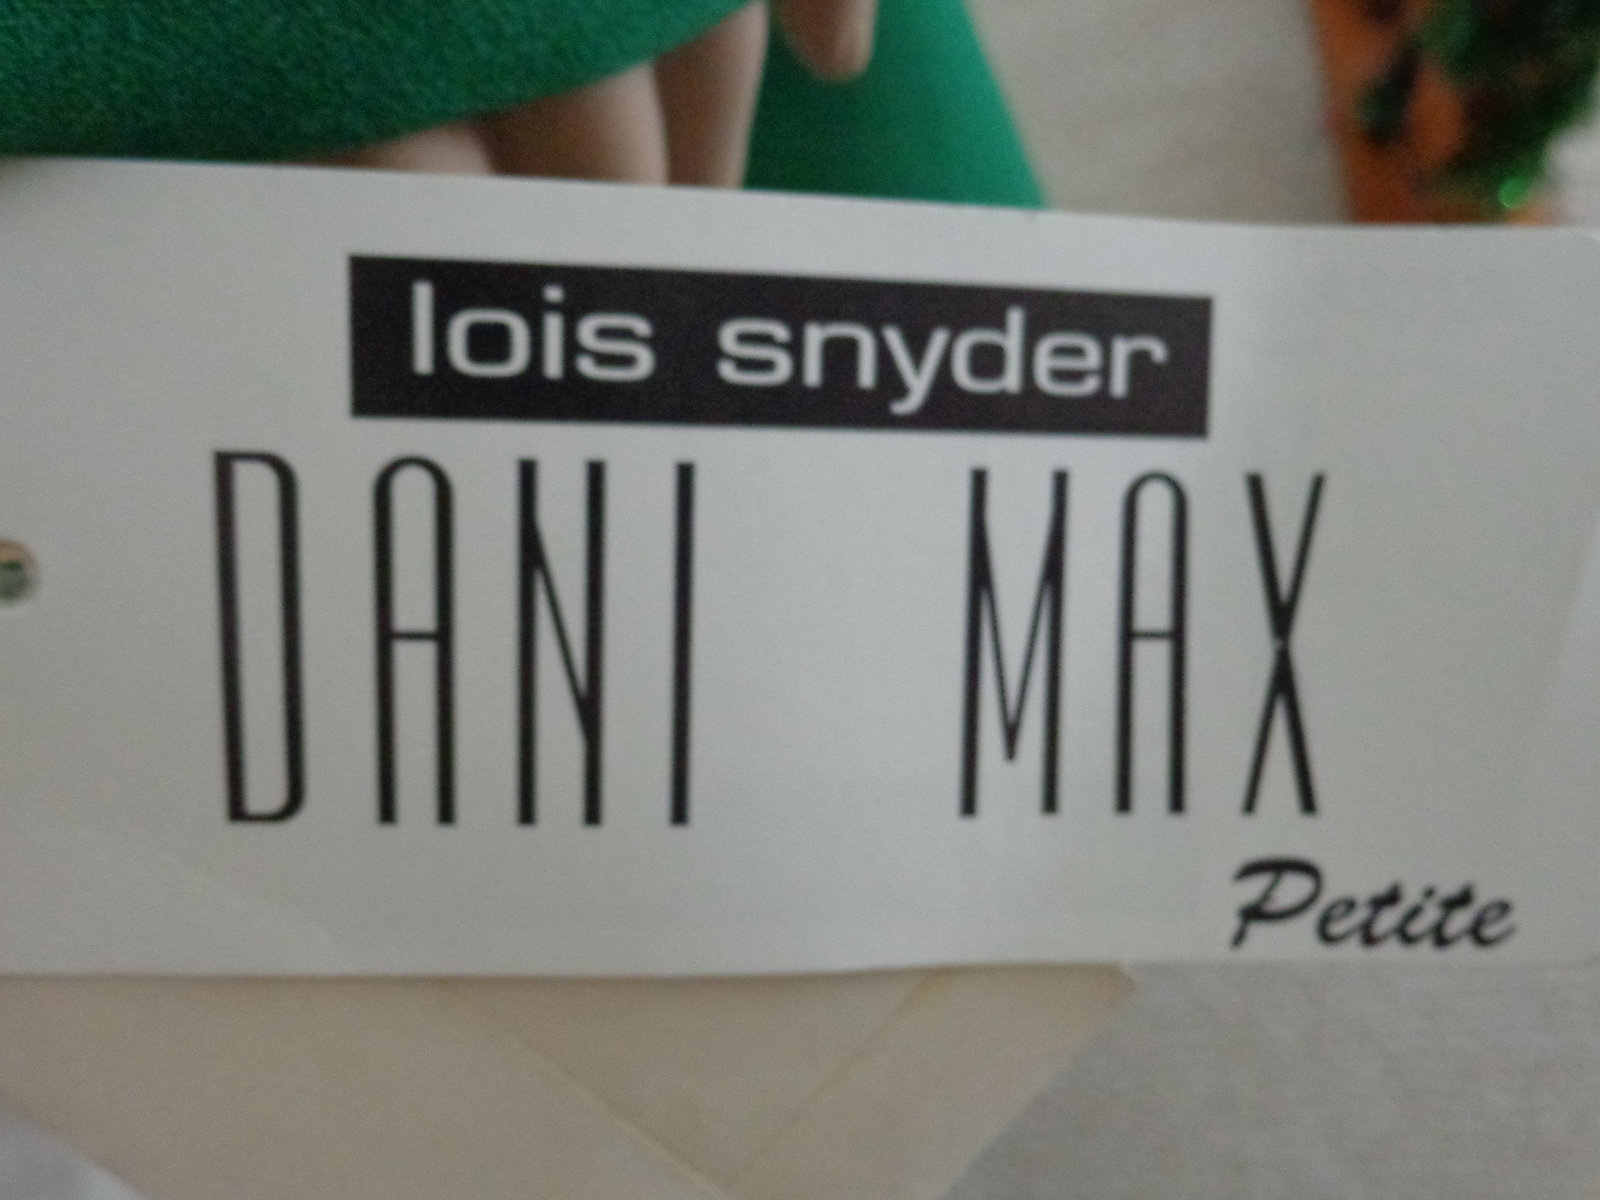 lois snyder
DANI MAX
Petite